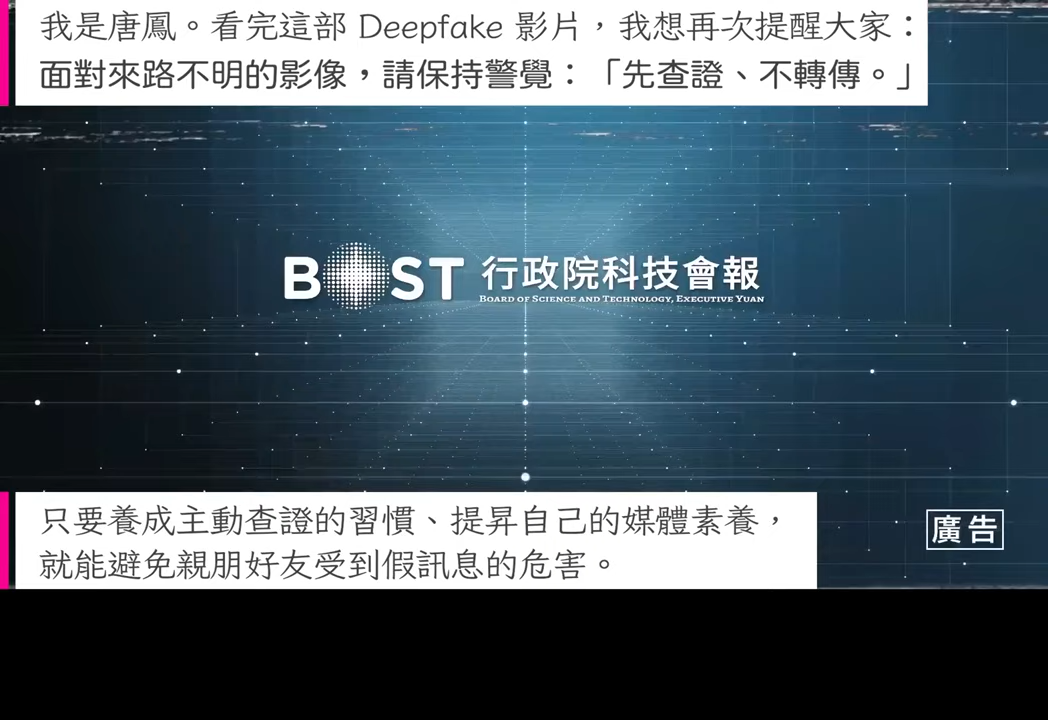 我是唐鳳。看完這部 Deepfake 影片，我想再次提醒大家：
面對來路不明的影像，請保持警覺：「先查證、不轉傳。」
BOST 行政院科技會報
BOARD OF SCIENCE AND TECHNOLOGY, EXECUTIVE YUAN
只要養成主動查證的習慣、提昇自己的媒體素養，
就能避免親朋好友受到假訊息的危害。
廣告